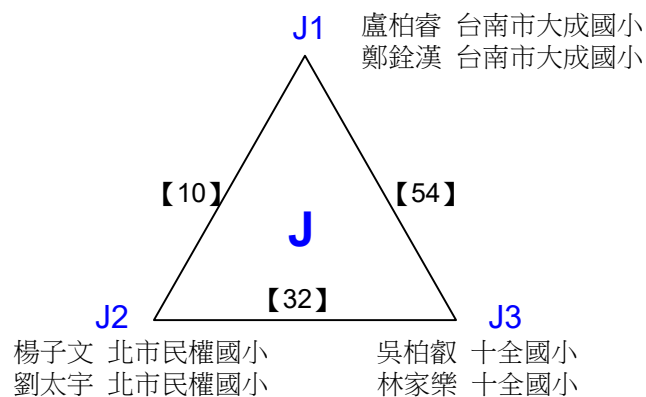 J1
盧柏睿 台南市大成國小
鄭銓漢 台南市大成國小
【10】
【54】
J
【32】
J2
J3
楊子文 北市民權國小
劉太宇 北市民權國小
吳柏叡 十全國小
林家樂 十全國小